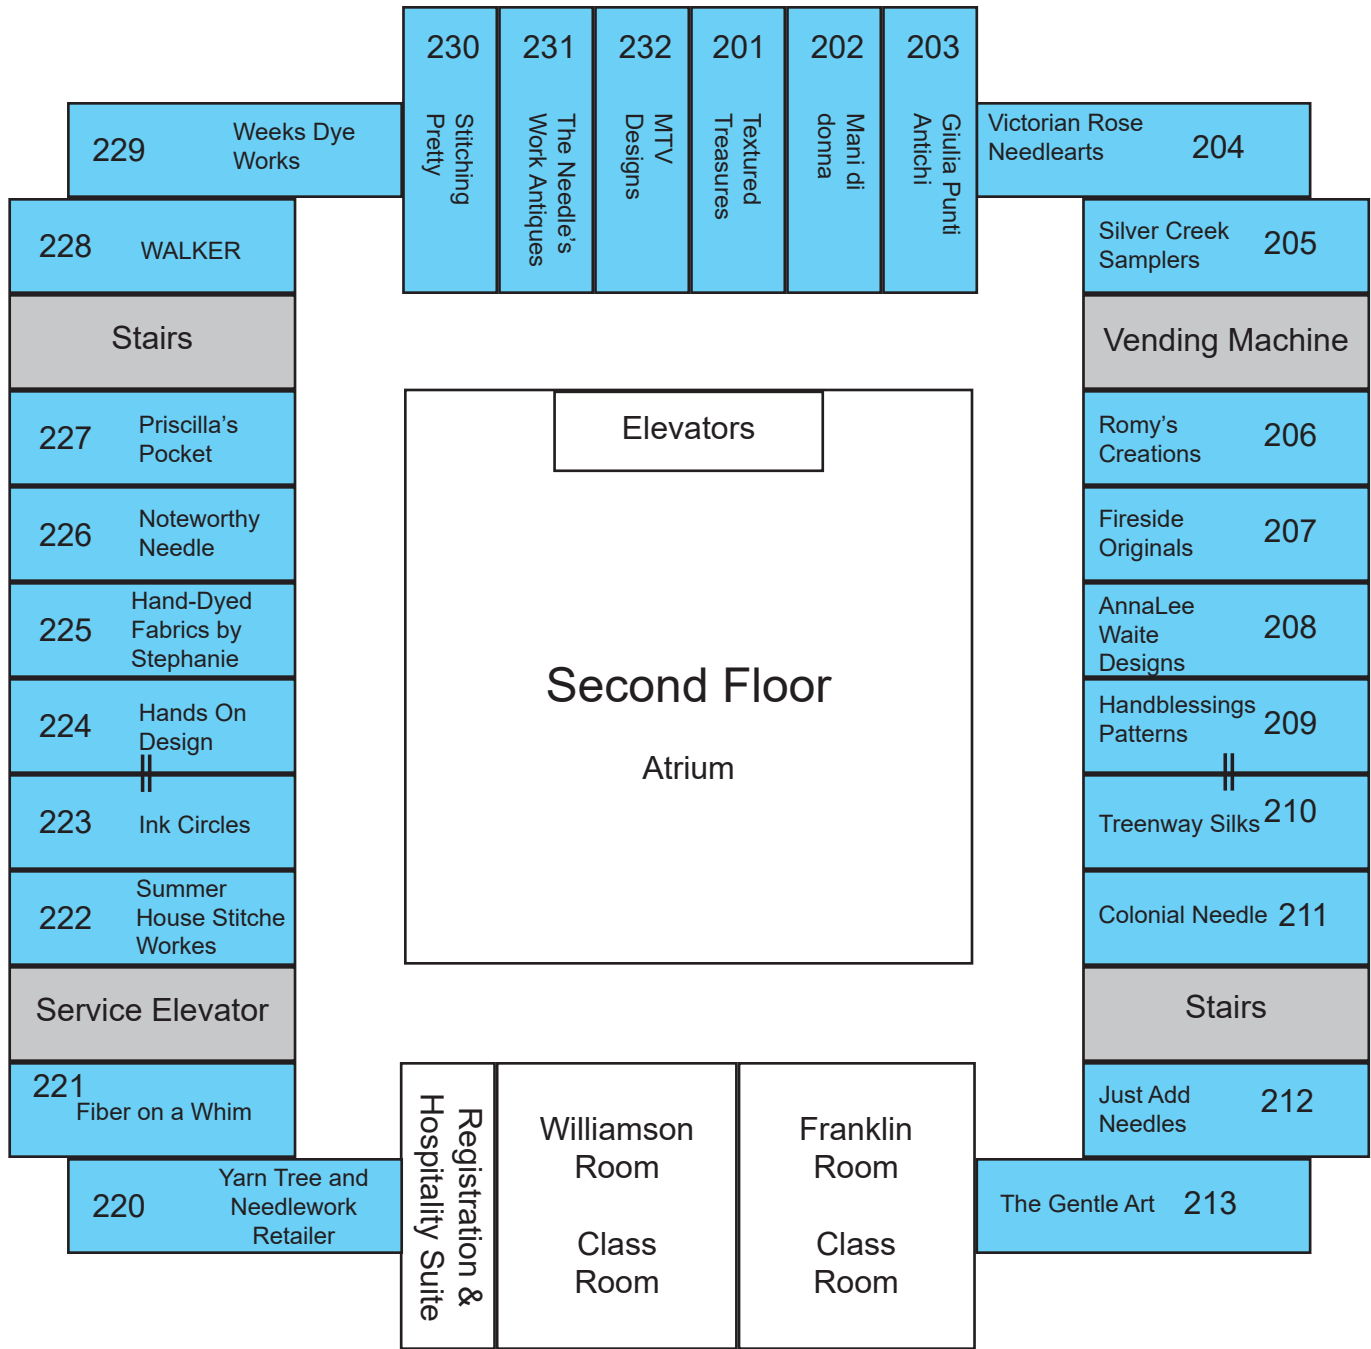 230
231
232
201
202
203
Stitching
Pretty
The Needle's
Work Antiques
MTV
Designs
Textured
Treasures
Mani di
donna
Giulia Punti
Antichi
229
Weeks Dye
Works
Victorian Rose
Needlearts
204
228
WALKER
Silver Creek
Samplers
205
Stairs
Vending Machine
227
Priscilla's
Pocket
Elevators
Romy's
Creations
206
226
Noteworthy
Needle
Fireside
Originals
207
225
Hand-Dyed
Fabrics by
Stephanie
Second Floor
Atrium
AnnaLee
Waite
Designs
208
224
Hands On
Design
Handblessings
Patterns
209
223
Ink Circles
Treenway Silks
210
222
Summer
House Stitche
Workes
Colonial Needle
211
Service Elevator
Stairs
221
Fiber on a Whim
Registration &
Hospitality Suite
Williamson
Room
Class
Room
Franklin
Room
Class
Room
Just Add
Needles
212
220
Yarn Tree and
Needlework
Retailer
The Gentle Art
213